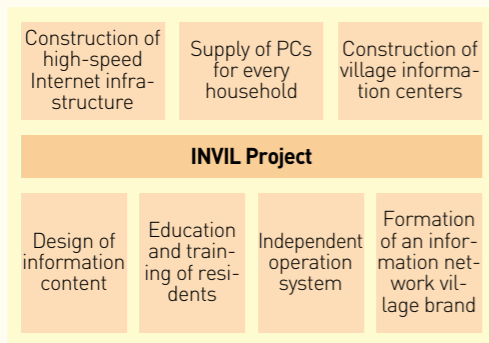 Construction of
high-speed
Internet infra-
structure
Supply of PCs
for every
household
Construction of
village informa-
tion centers
INVIL Project
Design of
information
content
Education
and train-
ing of resi-
dents
Independent
operation
system
Formation
of an infor-
mation net-
work vil-
lage brand